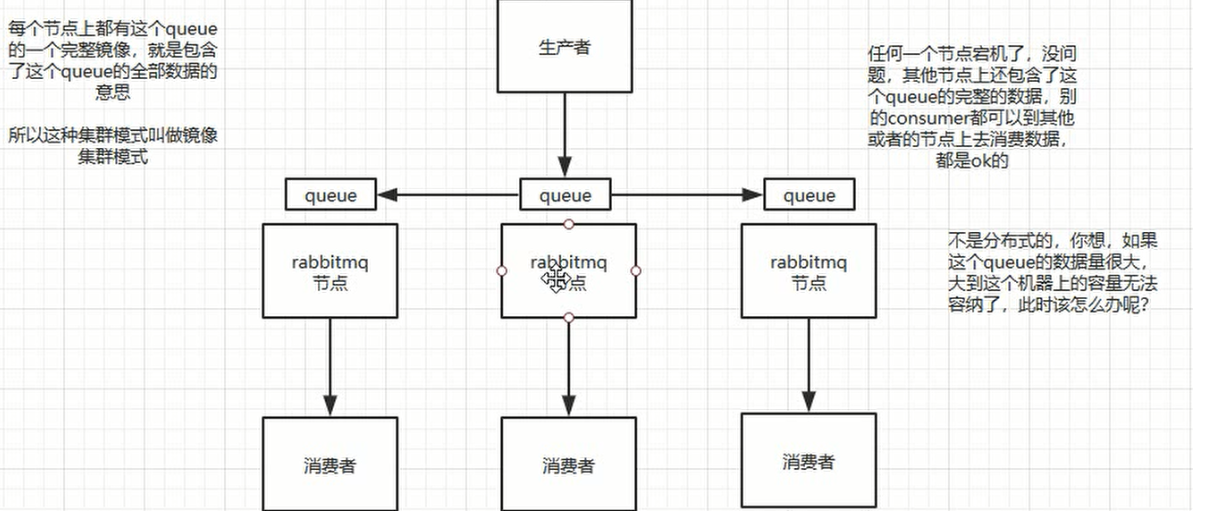 每个节点上都有这个queue
的一个完整镜像，就是包含
了这个queue的全部数据的
意思
所以这种集群模式叫做镜像
集群模式
生产者
任何一个节点宕机了，没问
题，其他节点上还包含了这
个queue的完整的数据，别
的consumer都可以到其他
或者的节点上去消费数据，
都是ok的
queue
queue
queue
rabbitmq
节点
rabbitmq
节点
rabbitmq
节点
不是分布式的，你想，如果
这个queue的数据量很大，
大到这个机器上的容量无法
容纳了，此时该怎么办呢？
消费者
消费者
消费者